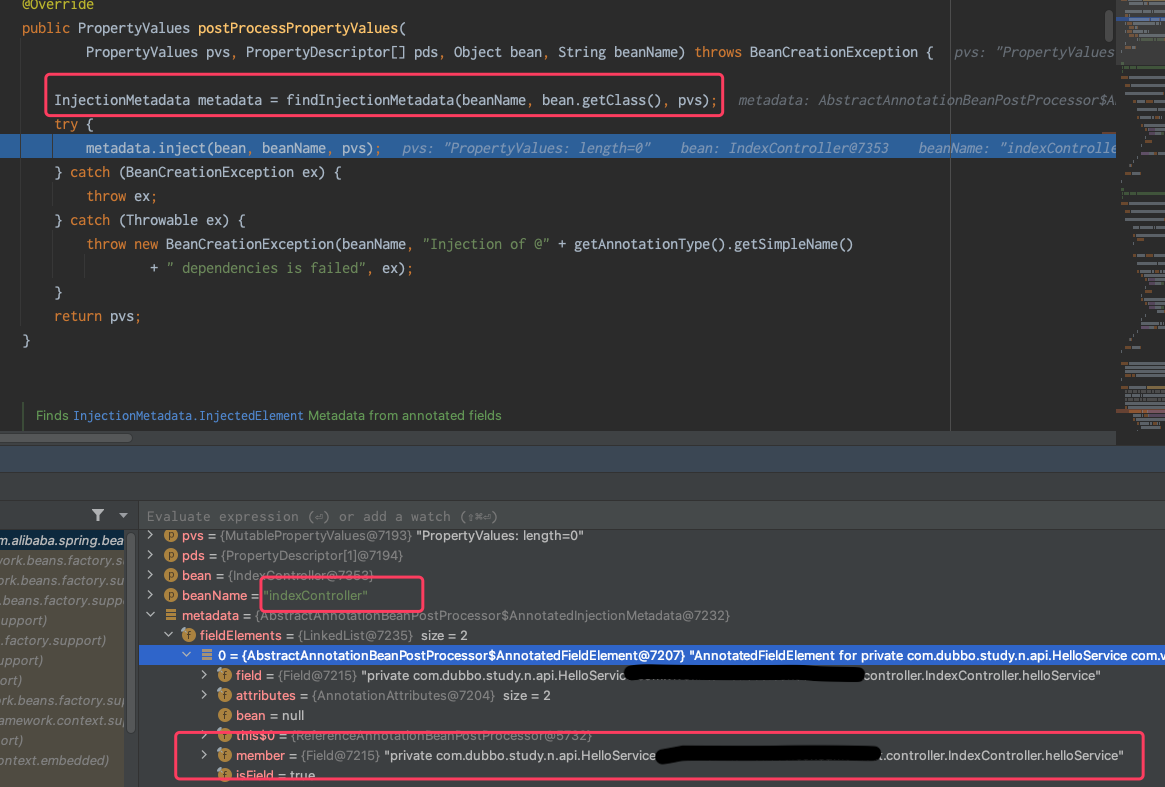 @Override
public PropertyValues postProcessPropertyValues(
PropertyValues pvs, PropertyDescriptor[] pds, Object bean, String beanName) throws BeanCreationException { pvs: "PropertyValues
InjectionMetadata metadata = findInjectionMetadata(beanName, bean.getClass(), pvs); metadata: AbstractAnnotationBeanPostProcessor$A
try {
metadata.inject(bean, beanName, pvs); pvs: "PropertyValues: length=0" bean: IndexController@7353 beanName: "indexControlle
} catch (BeanCreationException ex) {
throw ex;
} catch (Throwable ex) {
throw new BeanCreationException(beanName, "Injection of @" + getAnnotationType().getSimpleName()
+ " dependencies is failed", ex);
}
return pvs;
}
Finds InjectionMetadata.InjectedElement Metadata from annotated fields
Evaluate expression (⏎) or add a watch (⇧⌘⏎)
m.alibaba.spring.bea
work.beans.factory.su
ork.beans.factory.su
.beans.factory.suppo
upport)
.factory.support)
upport)
ort)
rk.beans.factory.sup
amework.context.su
ort)
ontext.embedded)
pvs = {MutablePropertyValues@7193} "PropertyValues: length=0"
pds = {PropertyDescriptor[1]@7194}
bean = {IndexController@7353}
beanName = "indexController"
metadata = {AbstractAnnotationBeanPostProcessor$AnnotatedInjectionMetadata@7232}
fieldElements = {LinkedList@7235} size = 2
0 = {AbstractAnnotationBeanPostProcessor$AnnotatedFieldElement@7207} "AnnotatedFieldElement for private com.dubbo.study.n.api.HelloService com.v
field = {Field@7215} "private com.dubbo.study.n.api.HelloServic controller.IndexController.helloService"
attributes = {AnnotationAttributes@7204} size = 2
bean = null
this$0 = {ReferenceAnnotationBeanPostProcessor@5732}
member = {Field@7215} "private com.dubbo.study.n.api.HelloService .controller.IndexController.helloService"
isField = true